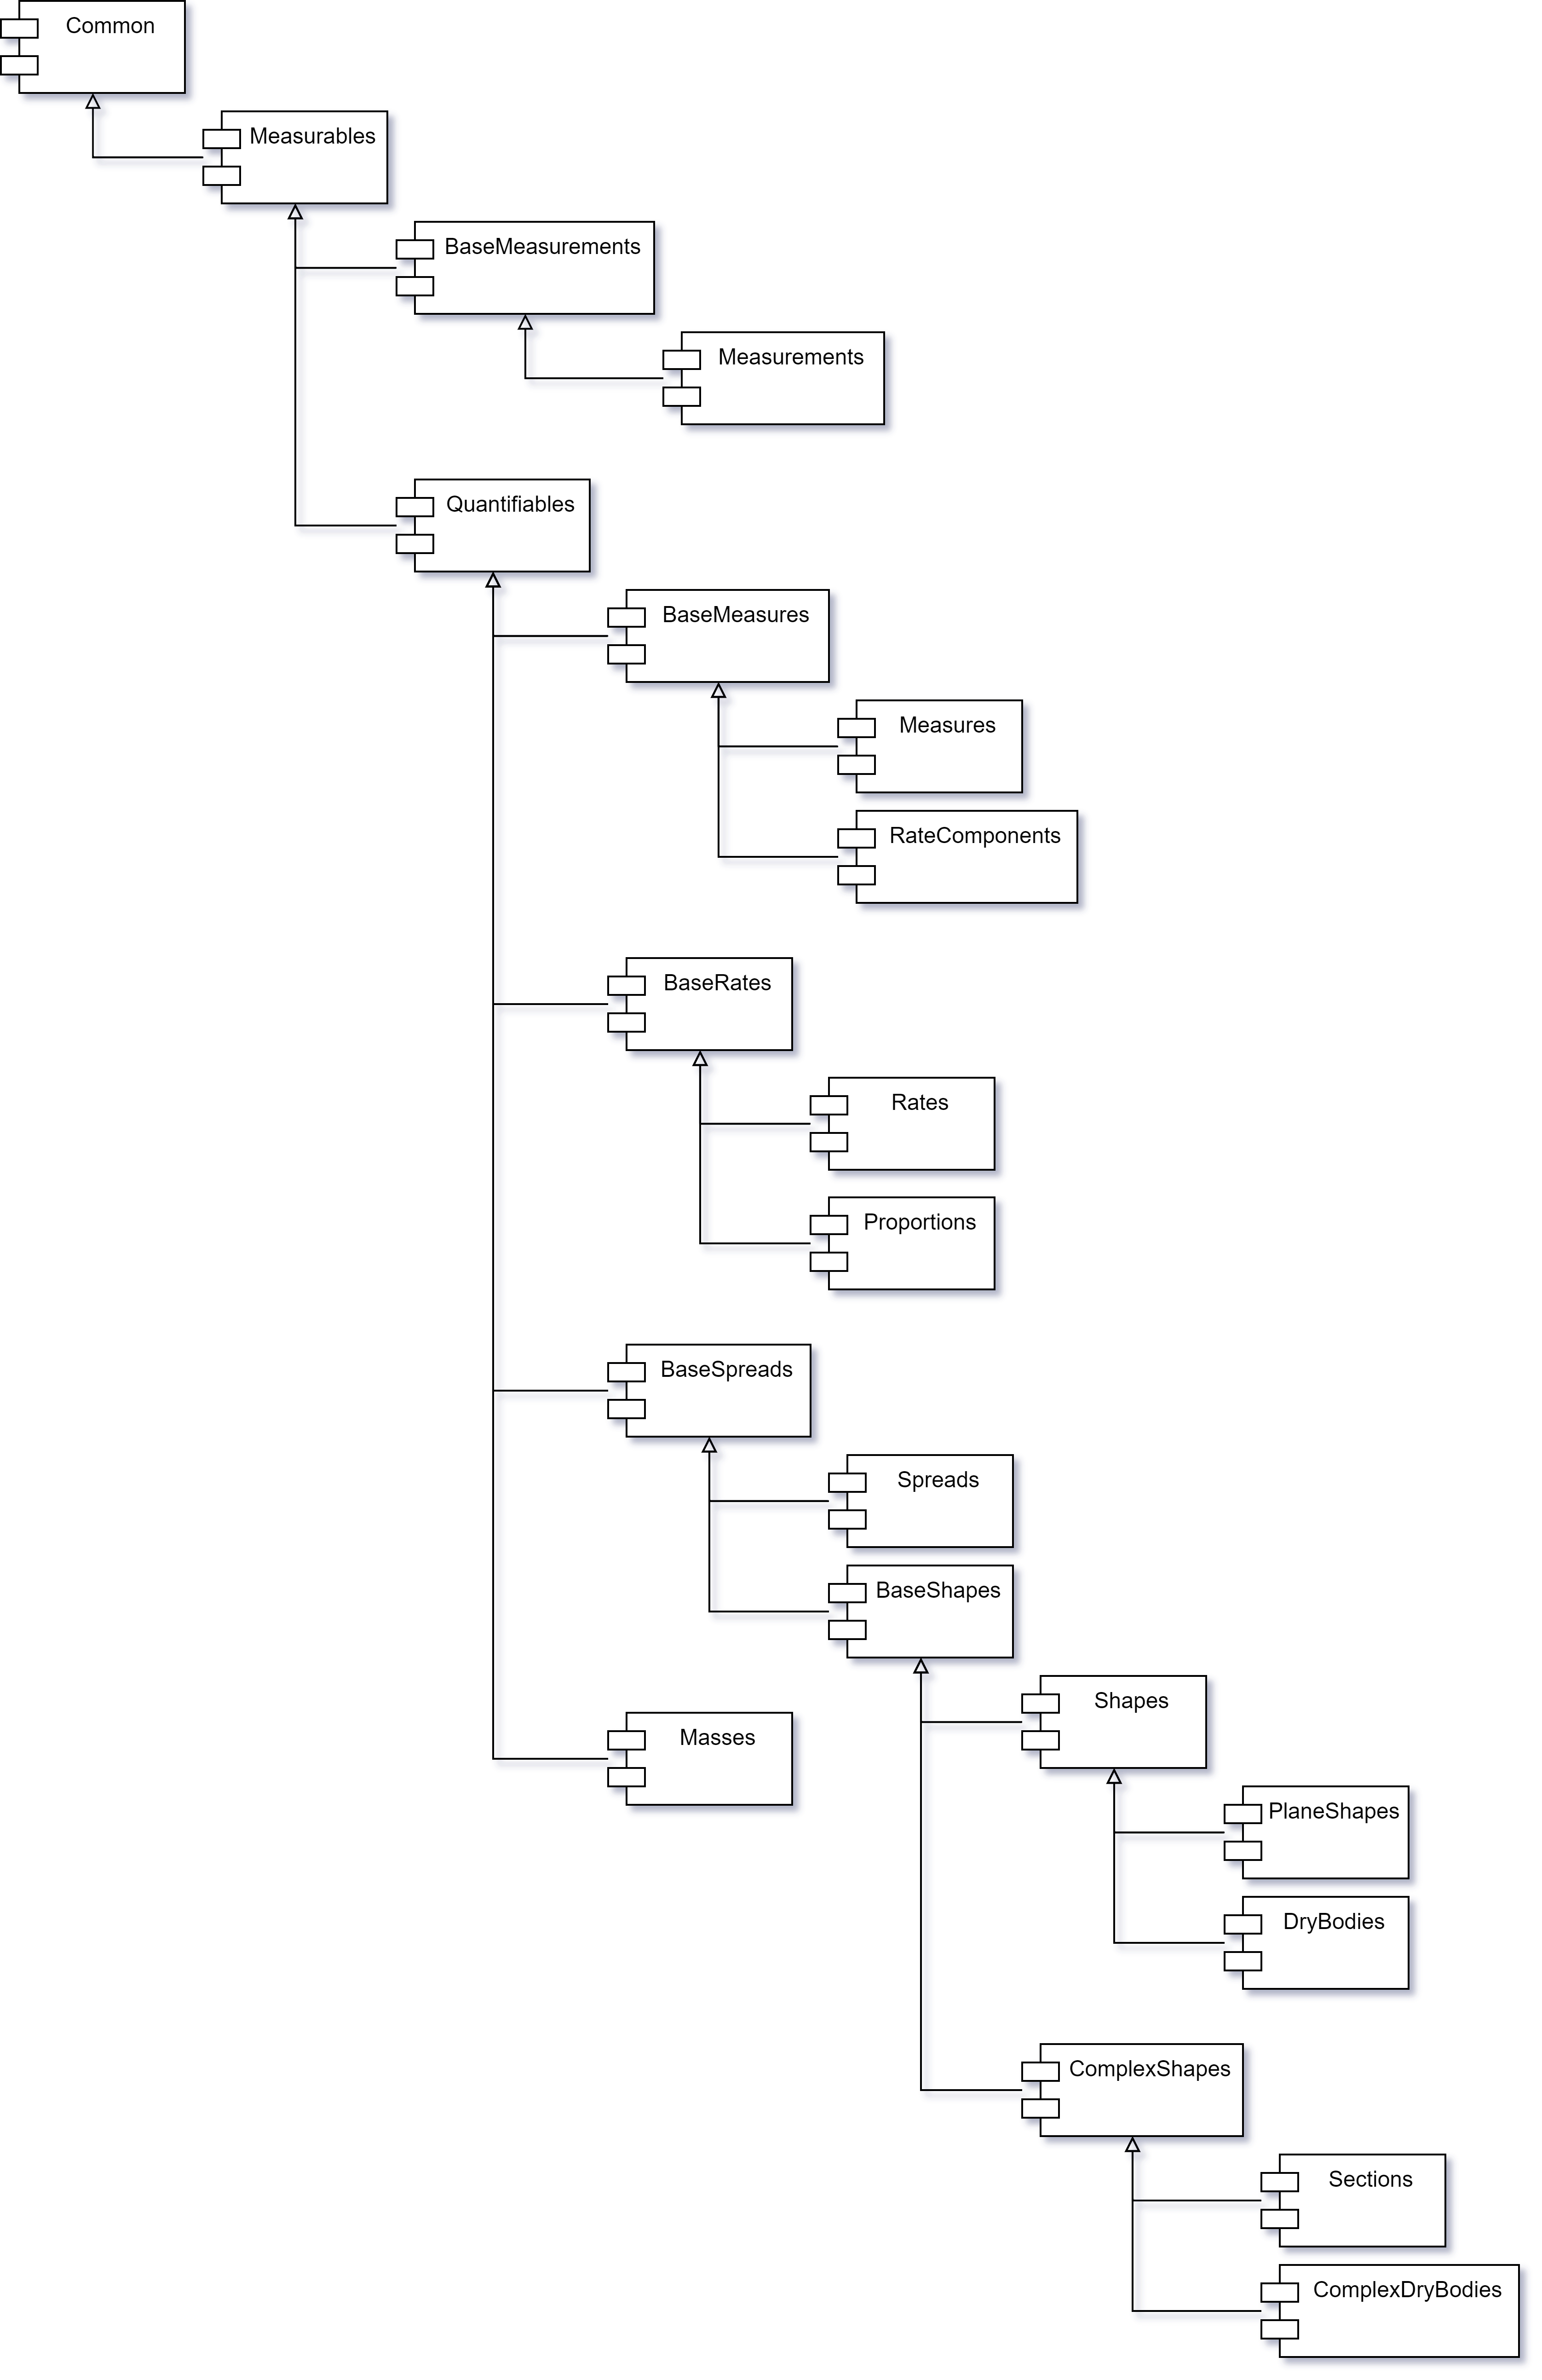 Common
Measurables
BaseMeasurements
Measurements
Quantifiables
BaseMeasures
Measures
RateComponents
BaseRates
Rates
Proportions
BaseSpreads
Spreads
BaseShapes
Shapes
Masses
PlaneShapes
DryBodies
ComplexShapes
Sections
ComplexDryBodies